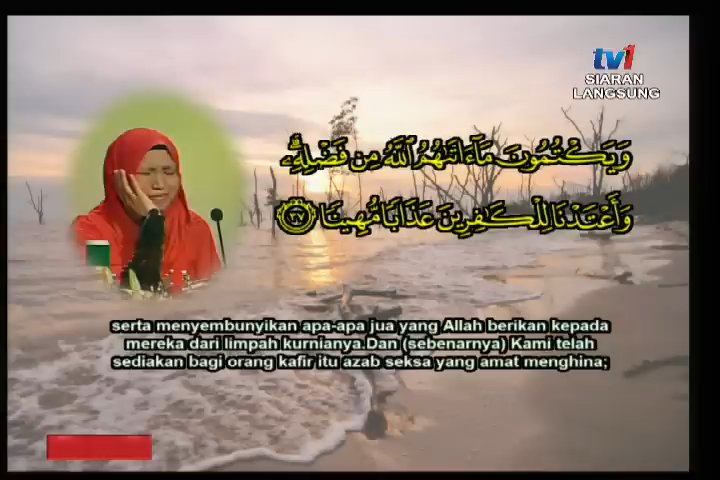 tv1
SIARAN
LANGSUNG
وَيَكْتُمُونَ مَآ ءَاتَىٰهُمُ ٱللَّهُ مِن فَضْلِهِۦۗ
وَأَعْتَدْنَا لِلْكَٰفِرِينَ عَذَابًا مُّهِينًا ٣٧
serta menyembunyikan apa-apa jua yang Allah berikan kepada
mereka dari limpah kurnianya.Dan (sebenarnya) Kami telah
sediakan bagi orang kafir itu azab seksa yang amat menghina;